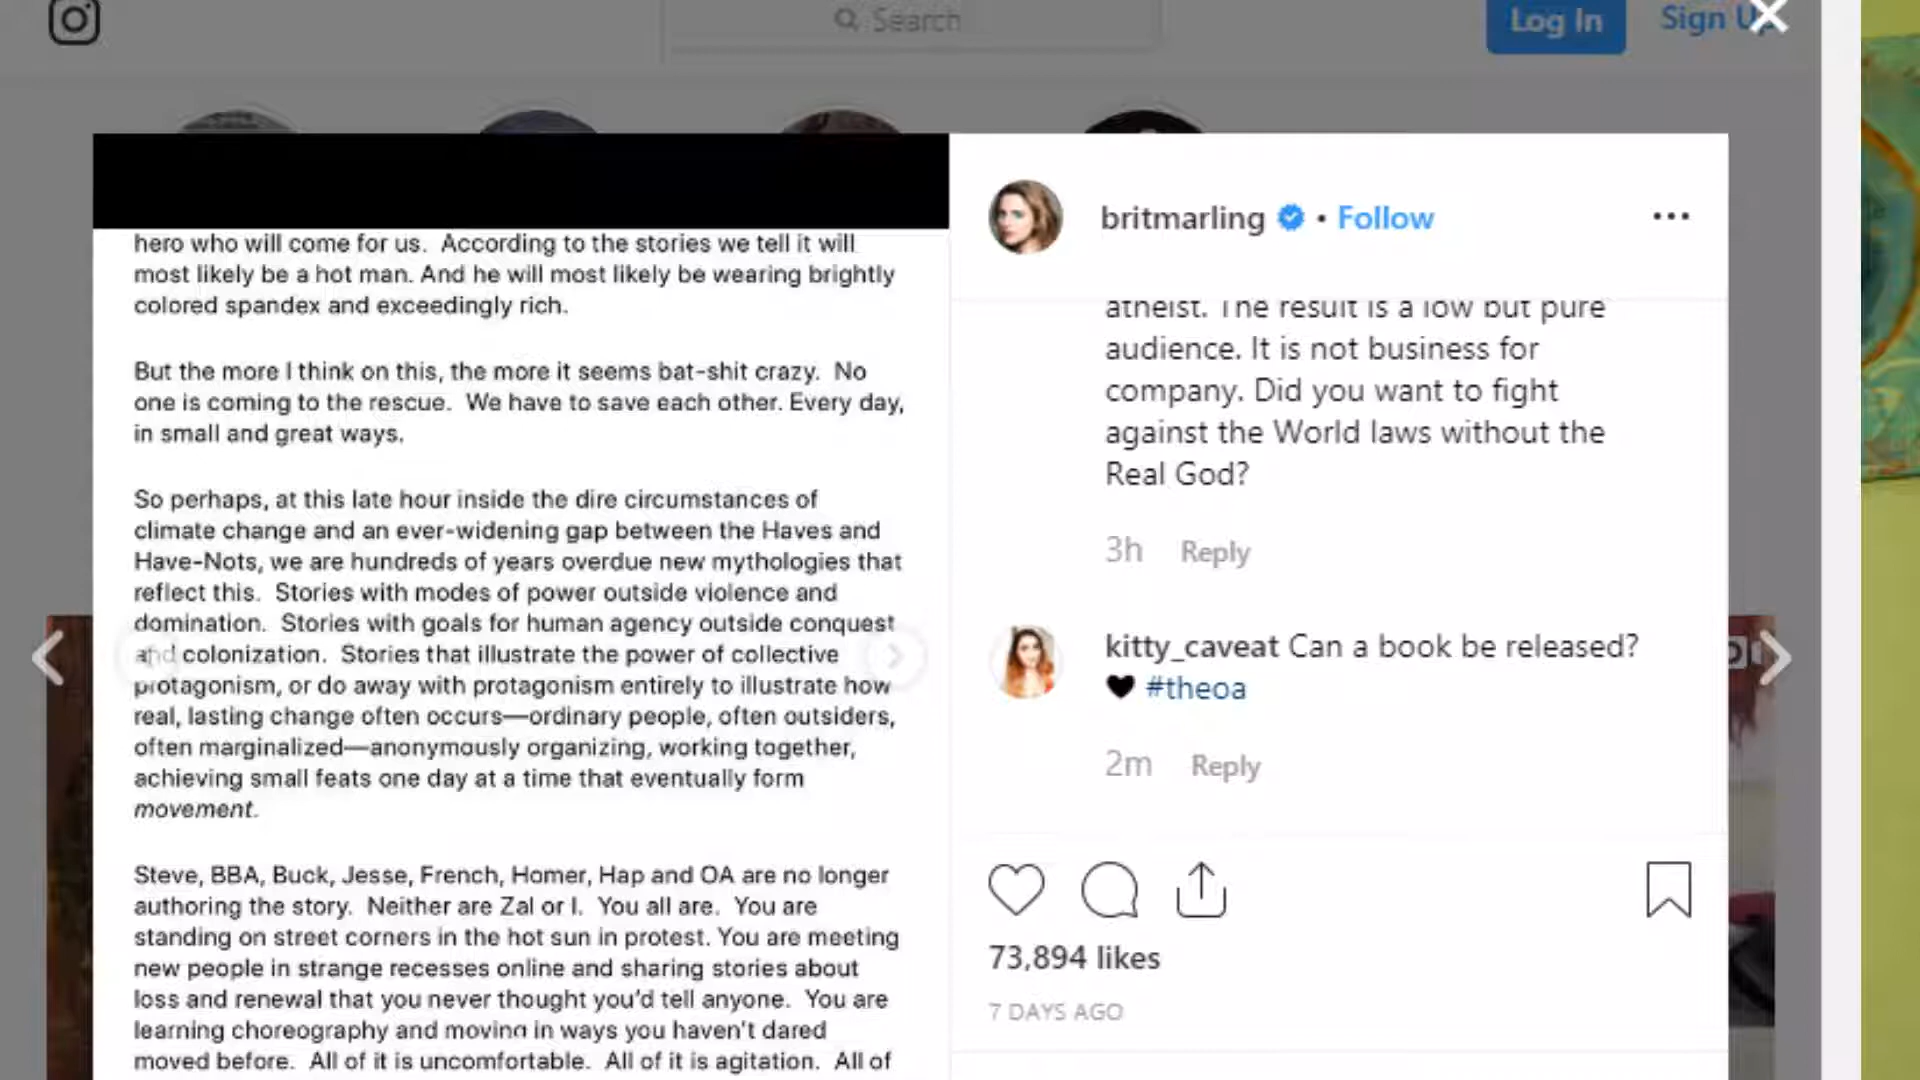 Search
Log In
Sign Up
hero who will come for us.  According to the stories we tell it will
most likely be a hot man. And he will most likely be wearing brightly
colored spandex and exceedingly rich.
But the more I think on this, the more it seems bat-shit crazy.  No
one is coming to the rescue.  We have to save each other. Every day,
in small and great ways.
So perhaps, at this late hour inside the dire circumstances of
climate change and an ever-widening gap between the Haves and
Have-Nots, we are hundreds of years overdue new mythologies that
reflect this.  Stories with modes of power outside violence and
domination.  Stories with goals for human agency outside conquest
and colonization.  Stories that illustrate the power of collective
protagonism, or do away with protagonism entirely to illustrate how
real, lasting change often occurs—ordinary people, often outsiders,
often marginalized—anonymously organizing, working together,
achieving small feats one day at a time that eventually form
movement.
Steve, BBA, Buck, Jesse, French, Homer, Hap and OA are no longer
authoring the story.  Neither are Zal or I.  You all are.  You are
standing on street corners in the hot sun in protest. You are meeting
new people in strange recesses online and sharing stories about
loss and renewal that you never thought you'd tell anyone.  You are
learning choreography and moving in ways you haven't dared
moved before.  All of it is uncomfortable.  All of it is agitation.  All of
britmarling • Follow
atheist. The result is a low but pure
audience. It is not business for
company. Did you want to fight
against the World laws without the
Real God?
3h Reply
kitty_caveat Can a book be released?
🖤 #theoa
2m Reply
73,894 likes
7 DAYS AGO